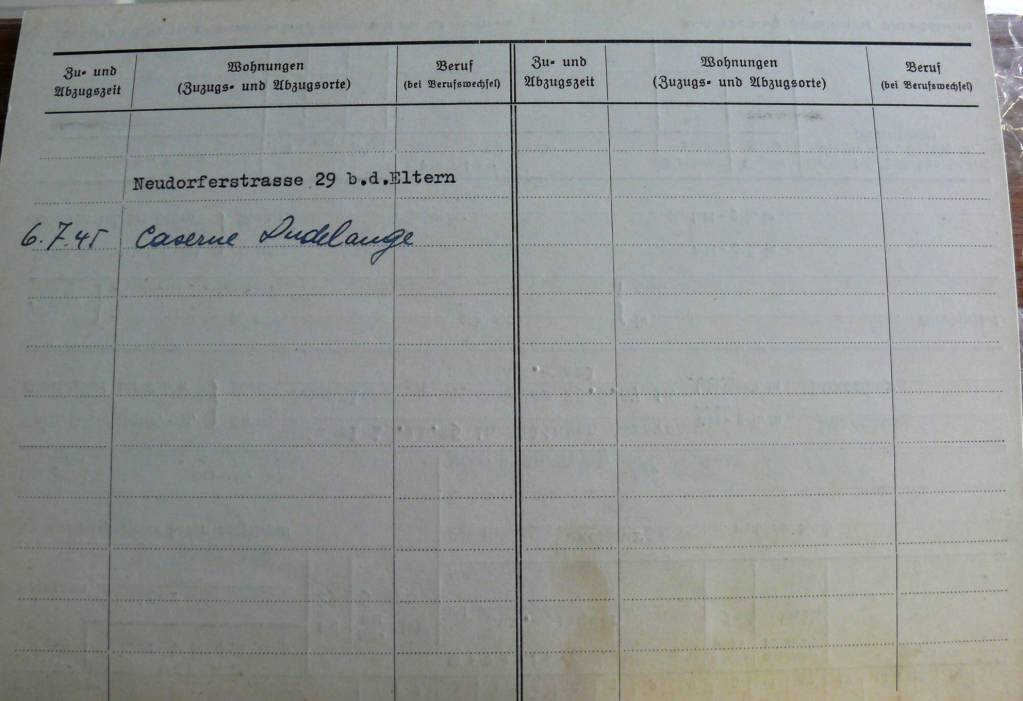 Zu- und
Abzugszeit
Wohnungen
(Zuzugs- und Abzugsorte)
Beruf
(bei Berufswechsel)
Zu- und
Abzugszeit
Wohnungen
(Zuzugs- und Abzugsorte)
Beruf
(bei Berufswechsel)
Neudorferstrasse 29 b.d.Eltern
6.7.45 Caserne Dudelange